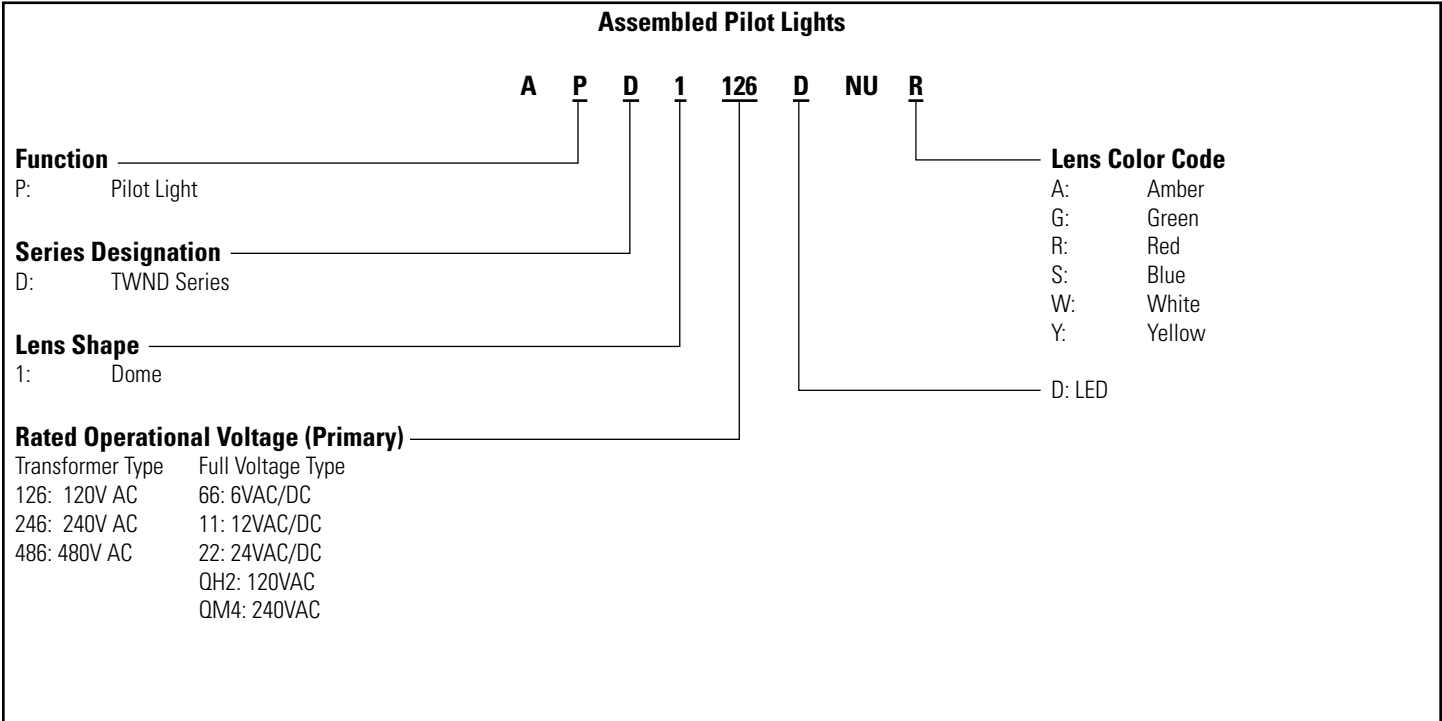 Assembled Pilot Lights
A P D 1 126 D NU R
Function
P: Pilot Light
Series Designation
D: TWND Series
Lens Shape
1: Dome
Rated Operational Voltage (Primary)
Transformer Type Full Voltage Type
126: 120V AC 66: 6VAC/DC
246: 240V AC 11: 12VAC/DC
486: 480V AC 22: 24VAC/DC
QH2: 120VAC
QM4: 240VAC
Lens Color Code
A: Amber
G: Green
R: Red
S: Blue
W: White
Y: Yellow
D: LED